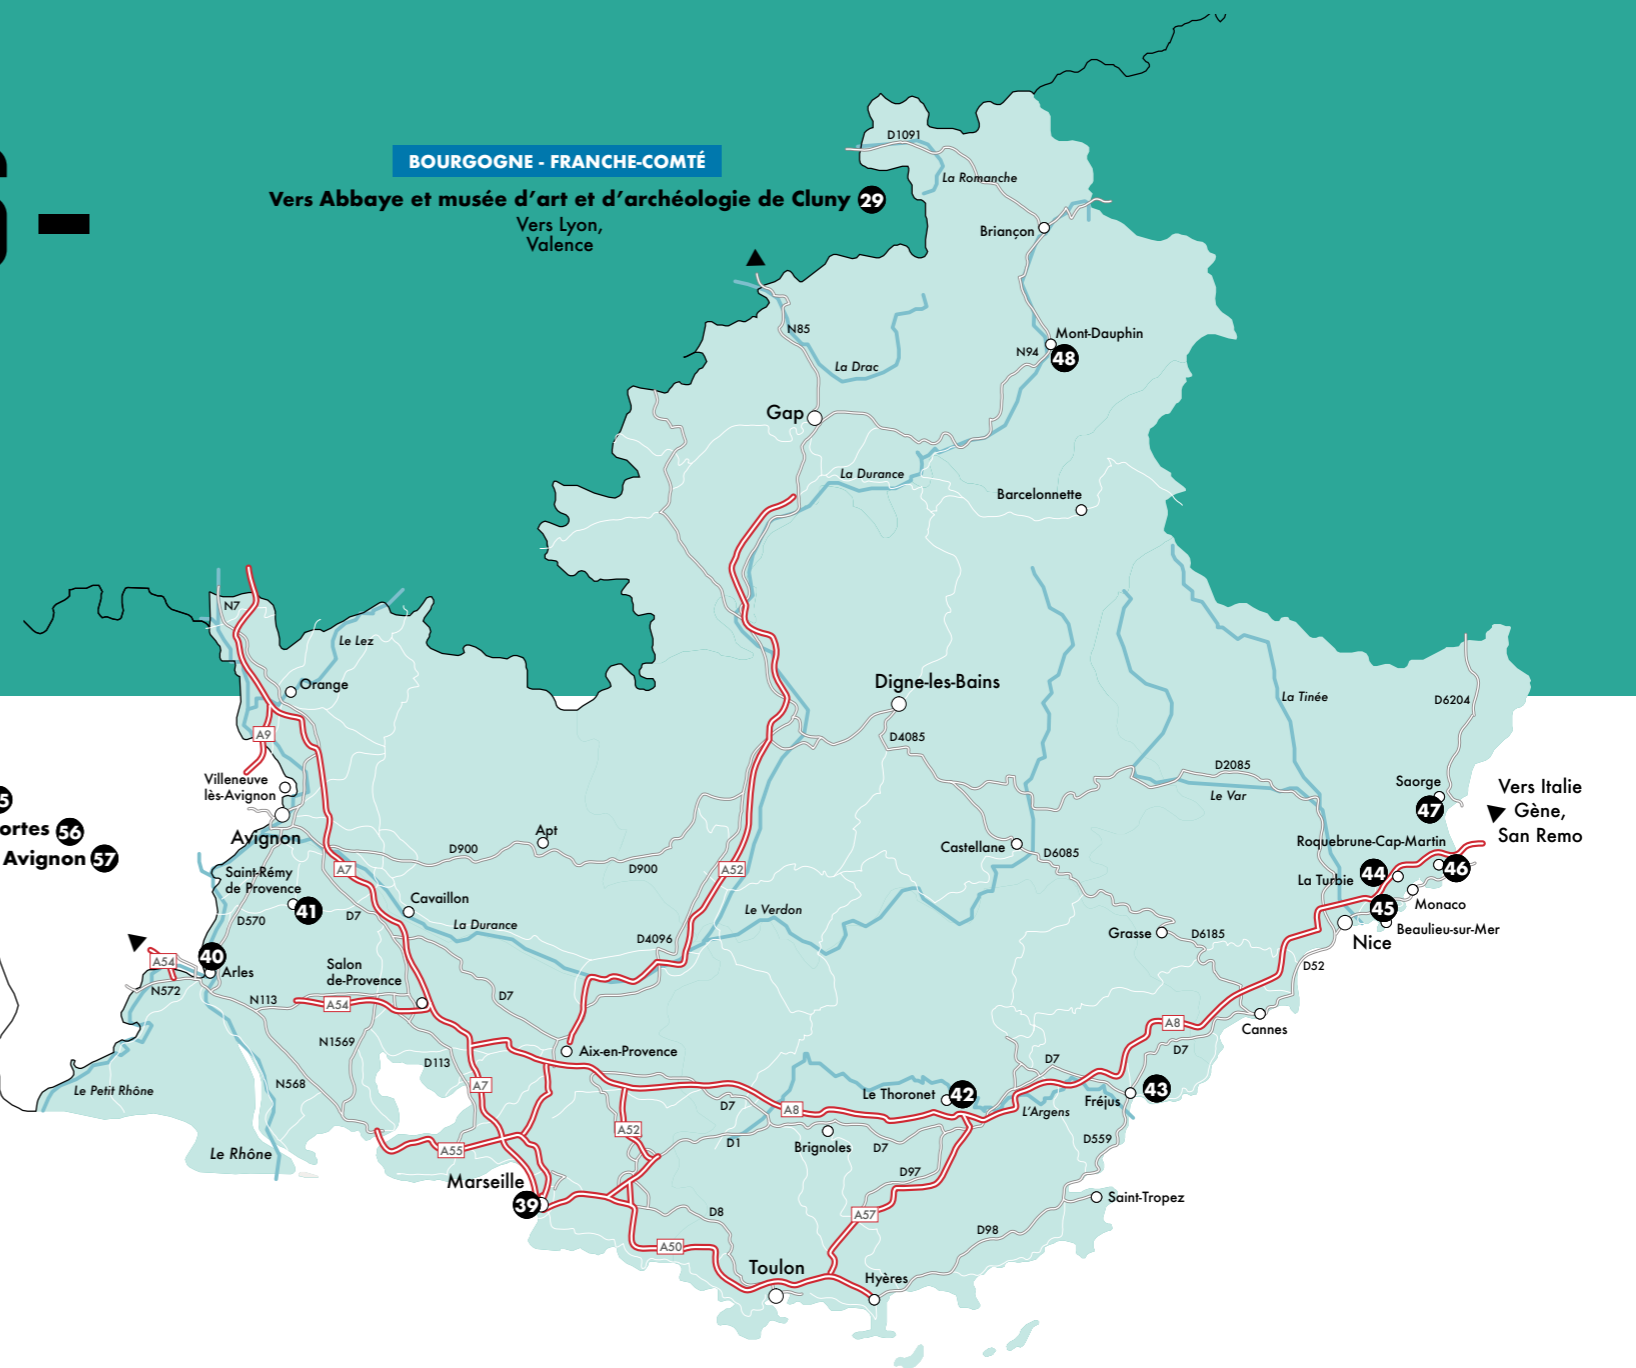 BOURGOGNE - FRANCHE-COMTÉ
Vers Abbaye et musée d'art et d'archéologie de Cluny 29
Vers Lyon,
Valence
D1091
La Romanche
Briançon
N85
Mont-Dauphin
N94
48
La Drac
Gap
La Durance
Barcelonnette
N7
Le Lez
Orange
A9
Digne-les-Bains
La Tinée
D6204
D4085
Villeneuve
lès-Avignon
D2085
Le Var
Saorge
47
Vers Italie
Gène,
San Remo
5
ortes 56
Avignon 57
Avignon
Apt
D900
D900
Castellane
D6085
Roquebrune-Cap-Martin
46
44
La Turbie
A7
A52
Saint-Rémy
de Provence
41
D570
D7
Cavaillon
La Durance
Le Verdon
D4096
45
Monaco
Beaulieu-sur-Mer
Nice
Grasse
D6185
D52
A54
40
Arles
N572
Salon
de-Provence
N113
A54
D7
A8
Cannes
N1569
D113
Aix-en-Provence
D7
D7
Le Petit Rhône
N568
A7
Le Thoronet
42
43
Fréjus
L'Argens
D7
A8
A52
D1
Brignoles
D7
D559
Le Rhône
A55
Marseille
39
D97
Saint-Tropez
D8
A57
D98
A50
Toulon
Hyères